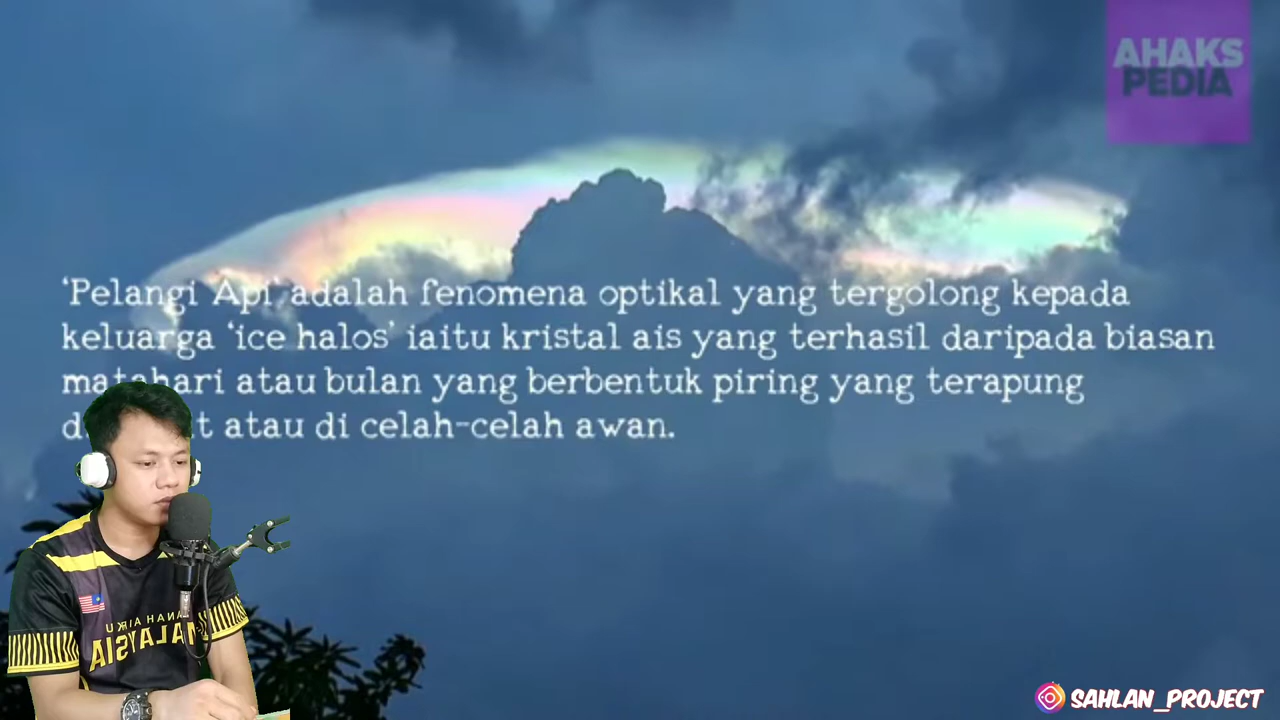 AHAKS
PEDIA
'Pelangi Api' adalah fenomena optikal yang tergolong kepada
keluarga 'ice halos' iaitu kristal ais yang terhasil daripada biasan
matahari atau bulan yang berbentuk piring yang terapung
atau di celah-celah awan.
MALAYSIA
SAHLAN_PROJECT